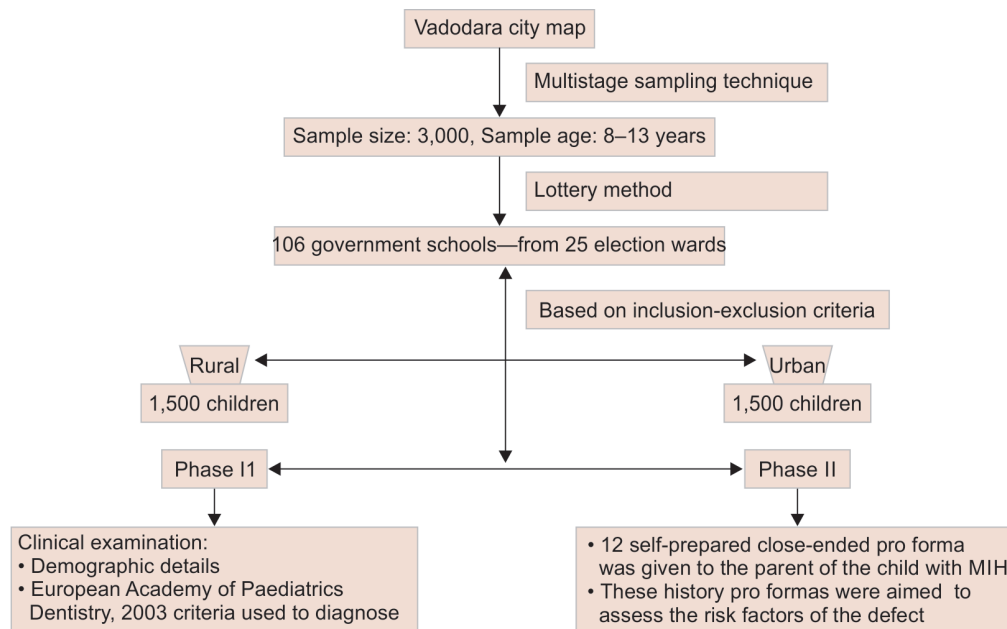 Vadodara city map
Multistage sampling technique
Sample size: 3,000, Sample age: 8–13 years
Lottery method
106 government schools—from 25 election wards
Based on inclusion-exclusion criteria
Rural
Urban
1,500 children
1,500 children
Phase I1
Phase II
Clinical examination:
• Demographic details
• European Academy of Paediatrics
Dentistry, 2003 criteria used to diagnose
• 12 self-prepared close-ended pro forma
was given to the parent of the child with MIH
• These history pro formas were aimed to
assess the risk factors of the defect